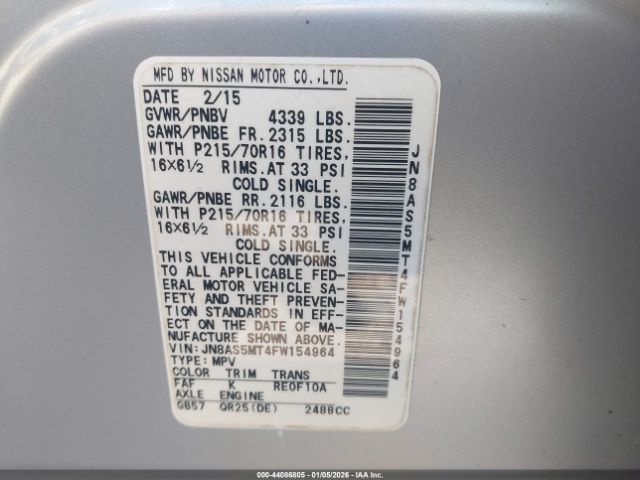 MFD BY NISSAN MOTOR CO.,LTD.
DATE 2/15
GVWR/PNBV 4339 LBS.
GAWR/PNBE FR. 2315 LBS.
WITH P215/70R16 TIRES,
16X6½ RIMS.AT 33 PSI
COLD SINGLE.
GAWR/PNBE RR. 2116 LBS.
WITH P215/70R16 TIRES,
16X6½ RIMS.AT 33 PSI
COLD SINGLE.
THIS VEHICLE CONFORMS
TO ALL APPLICABLE FED-
ERAL MOTOR VEHICLE SA-
FETY AND THEFT PREVEN-
TION STANDARDS IN EFF-
ECT ON THE DATE OF MA-
NUFACTURE SHOWN ABOVE.
VIN: JN8AS5MT4FW154964
TYPE: MPV
COLOR TRIM TRANS
FAF K RE0F10A
AXLE ENGINE
GB57 QR25(DE) 2488CC
JN8AS5MT4FW154964
000-44086805 - 01/05/2026 - IAA, Inc.